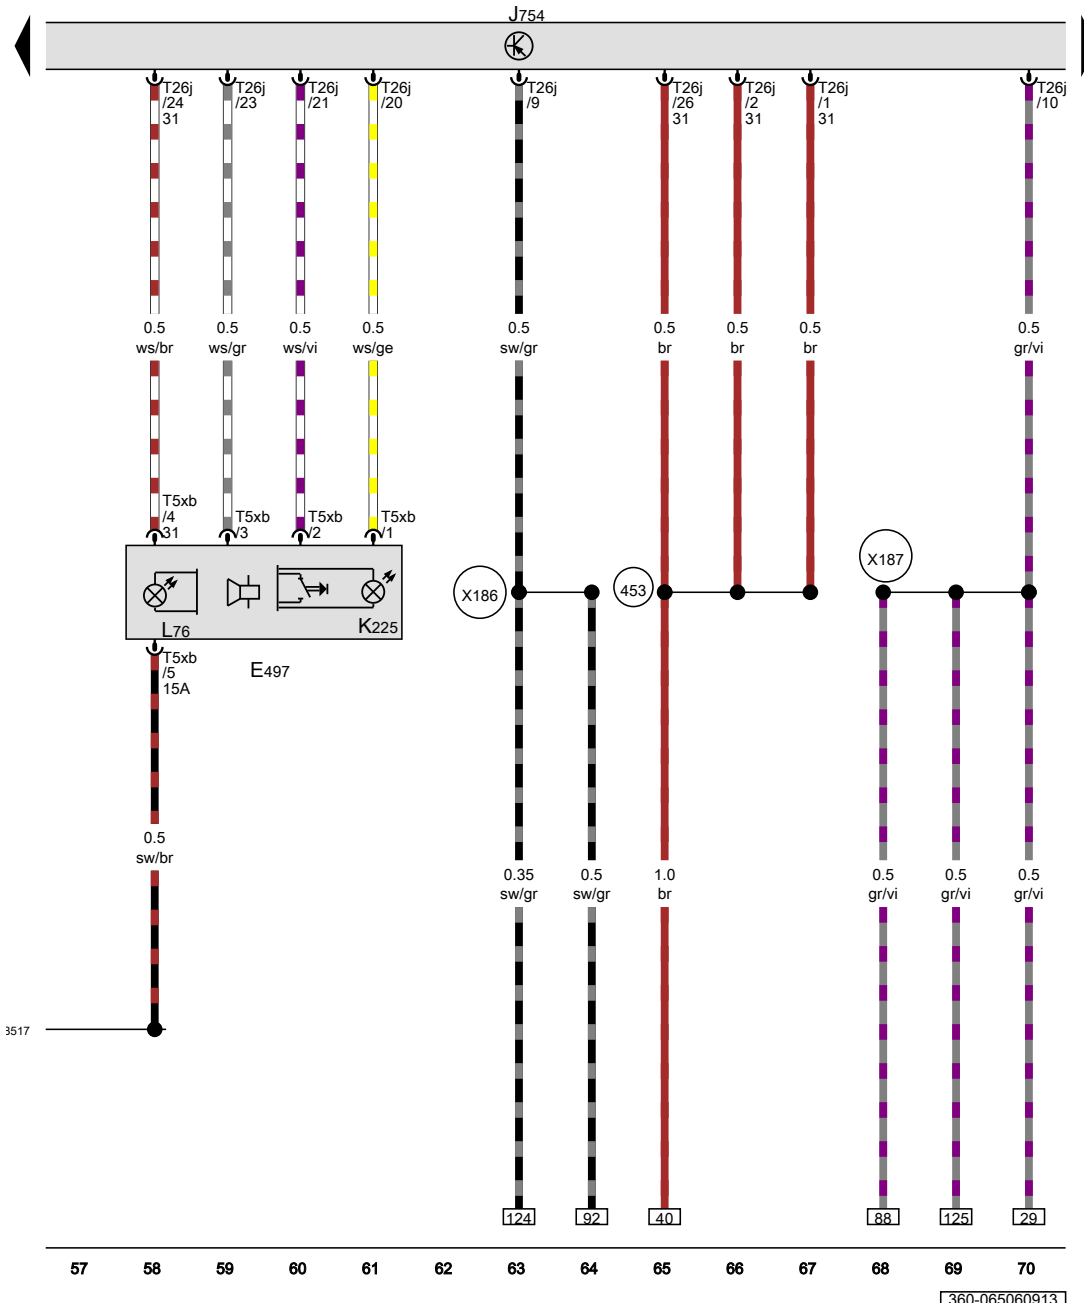 J754
T26j
/24
31
T26j
/23
T26j
/21
T26j
/20
T26j
/9
T26j
/26
31
T26j
/2
31
T26j
/1
31
T26j
/10
0.5
ws/br
0.5
ws/gr
0.5
ws/vi
0.5
ws/ge
0.5
sw/gr
0.5
br
0.5
br
0.5
br
0.5
gr/vi
T5xb
/4
31
T5xb
/3
T5xb
/2
T5xb
/1
X186
453
X187
L76
K225
T5xb
/5
15A
E497
0.5
sw/br
0.35
sw/gr
0.5
sw/gr
1.0
br
0.5
gr/vi
0.5
gr/vi
0.5
gr/vi
124
92
40
88
125
29
57 58 59 60 61 62 63 64 65 66 67 68 69 70
360-065060913